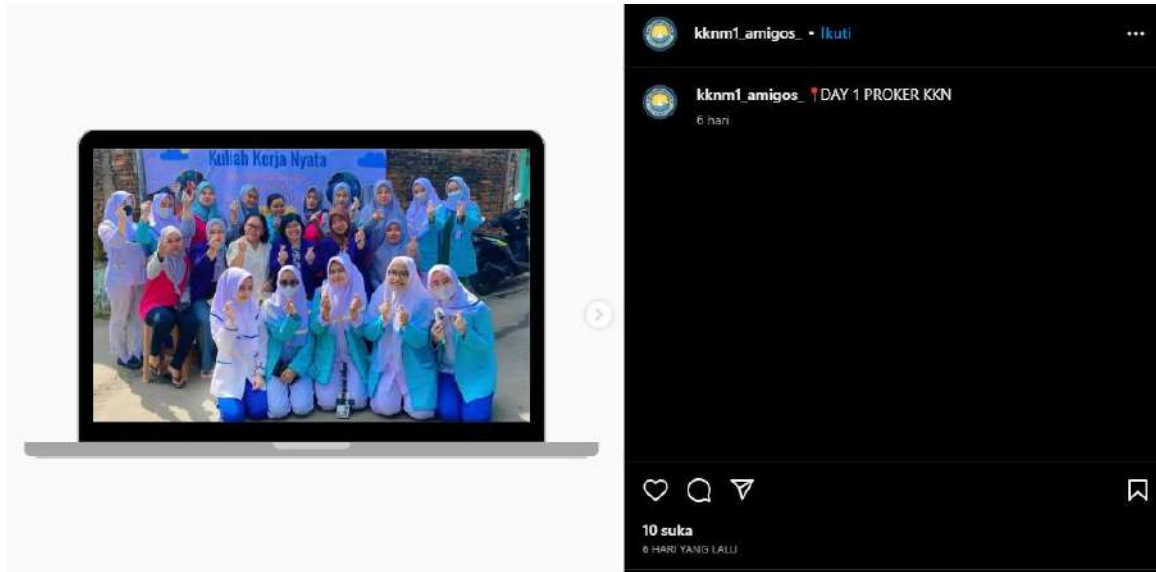 Kuliah Kerja Nyata
kknm1_amigos_ • Ikuti
kknm1_amigos_ 📍DAY 1 PROKER KKN
6 hari
10 suka
6 HARI YANG LALU